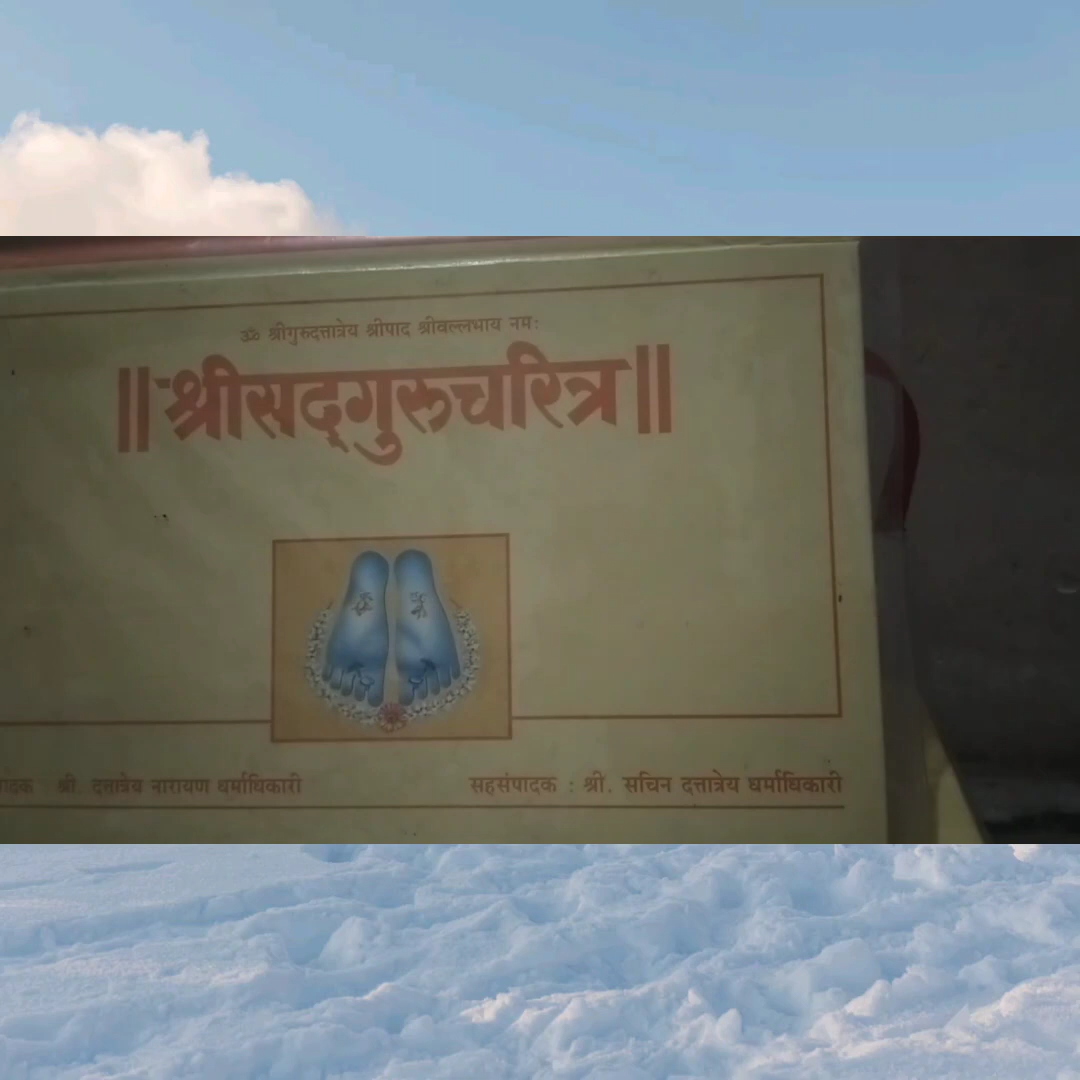 ॐ श्रीगुरुदत्तात्रेय श्रीपाद श्रीवल्लभाय नमः
॥ श्रीसद्‌गुरुचरित्र ॥
श्री. दत्तात्रेय नारायण धर्माधिकारी
सहसंपादक : श्री. सचिन दत्तात्रेय धर्माधिकारी